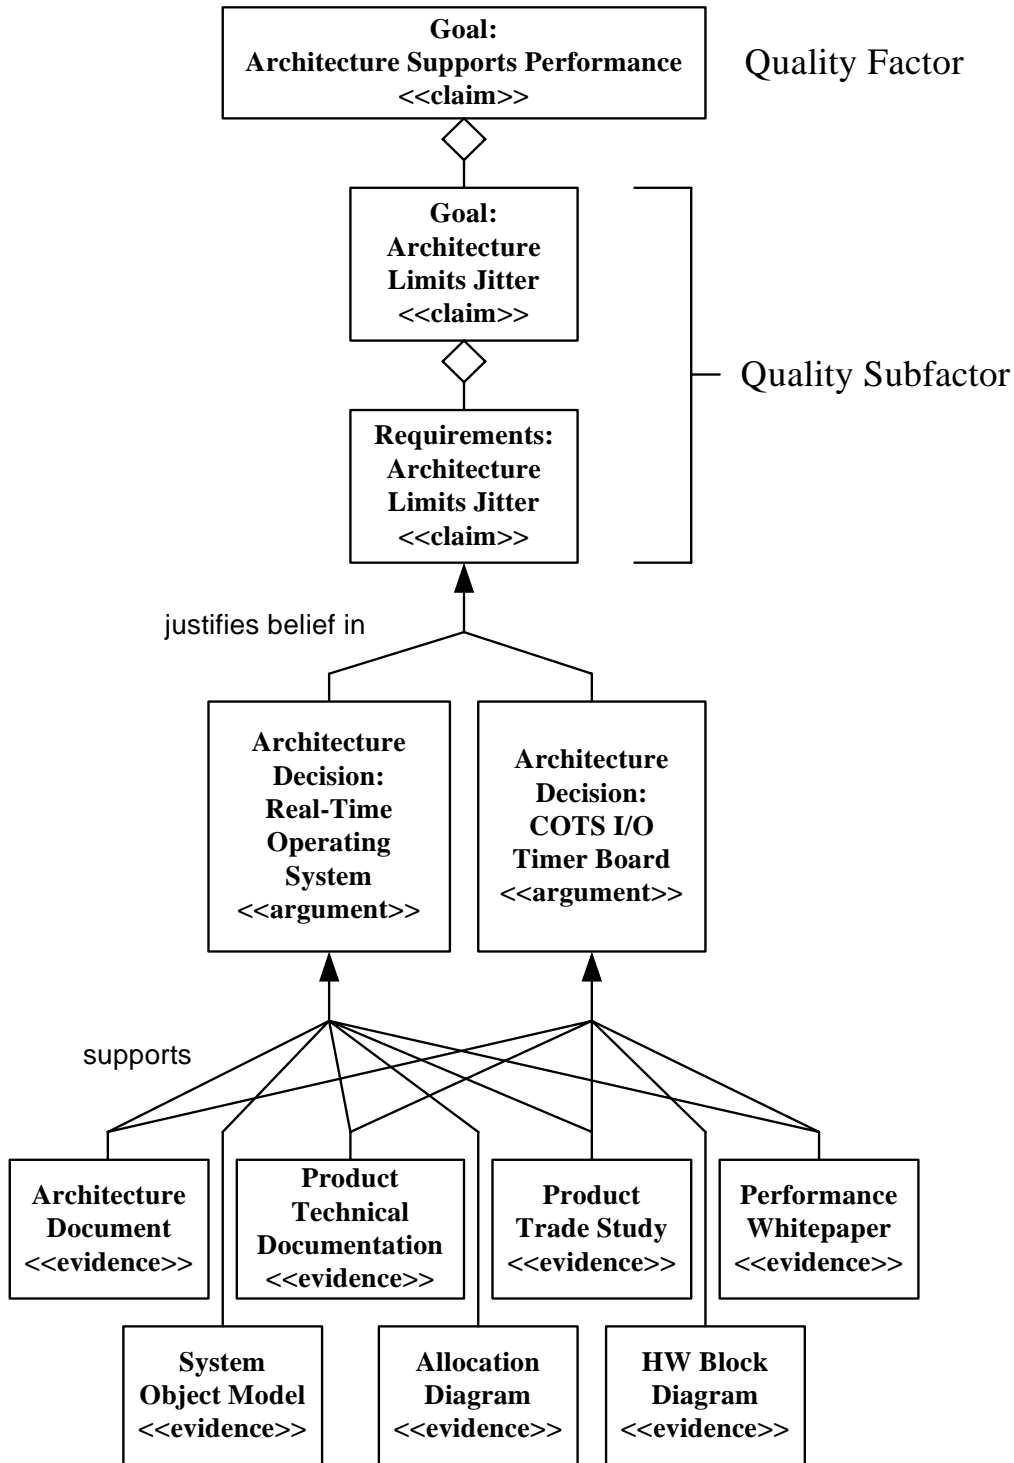 Goal:
Architecture Supports Performance
<<claim>>
Quality Factor
Goal:
Architecture
Limits Jitter
<<claim>>
Quality Subfactor
Requirements:
Architecture
Limits Jitter
<<claim>>
justifies belief in
Architecture
Decision:
Real-Time
Operating
System
<<argument>>
Architecture
Decision:
COTS I/O
Timer Board
<<argument>>
supports
Architecture
Document
<<evidence>>
Product
Technical
Documentation
<<evidence>>
Product
Trade Study
<<evidence>>
Performance
Whitepaper
<<evidence>>
System
Object Model
<<evidence>>
Allocation
Diagram
<<evidence>>
HW Block
Diagram
<<evidence>>